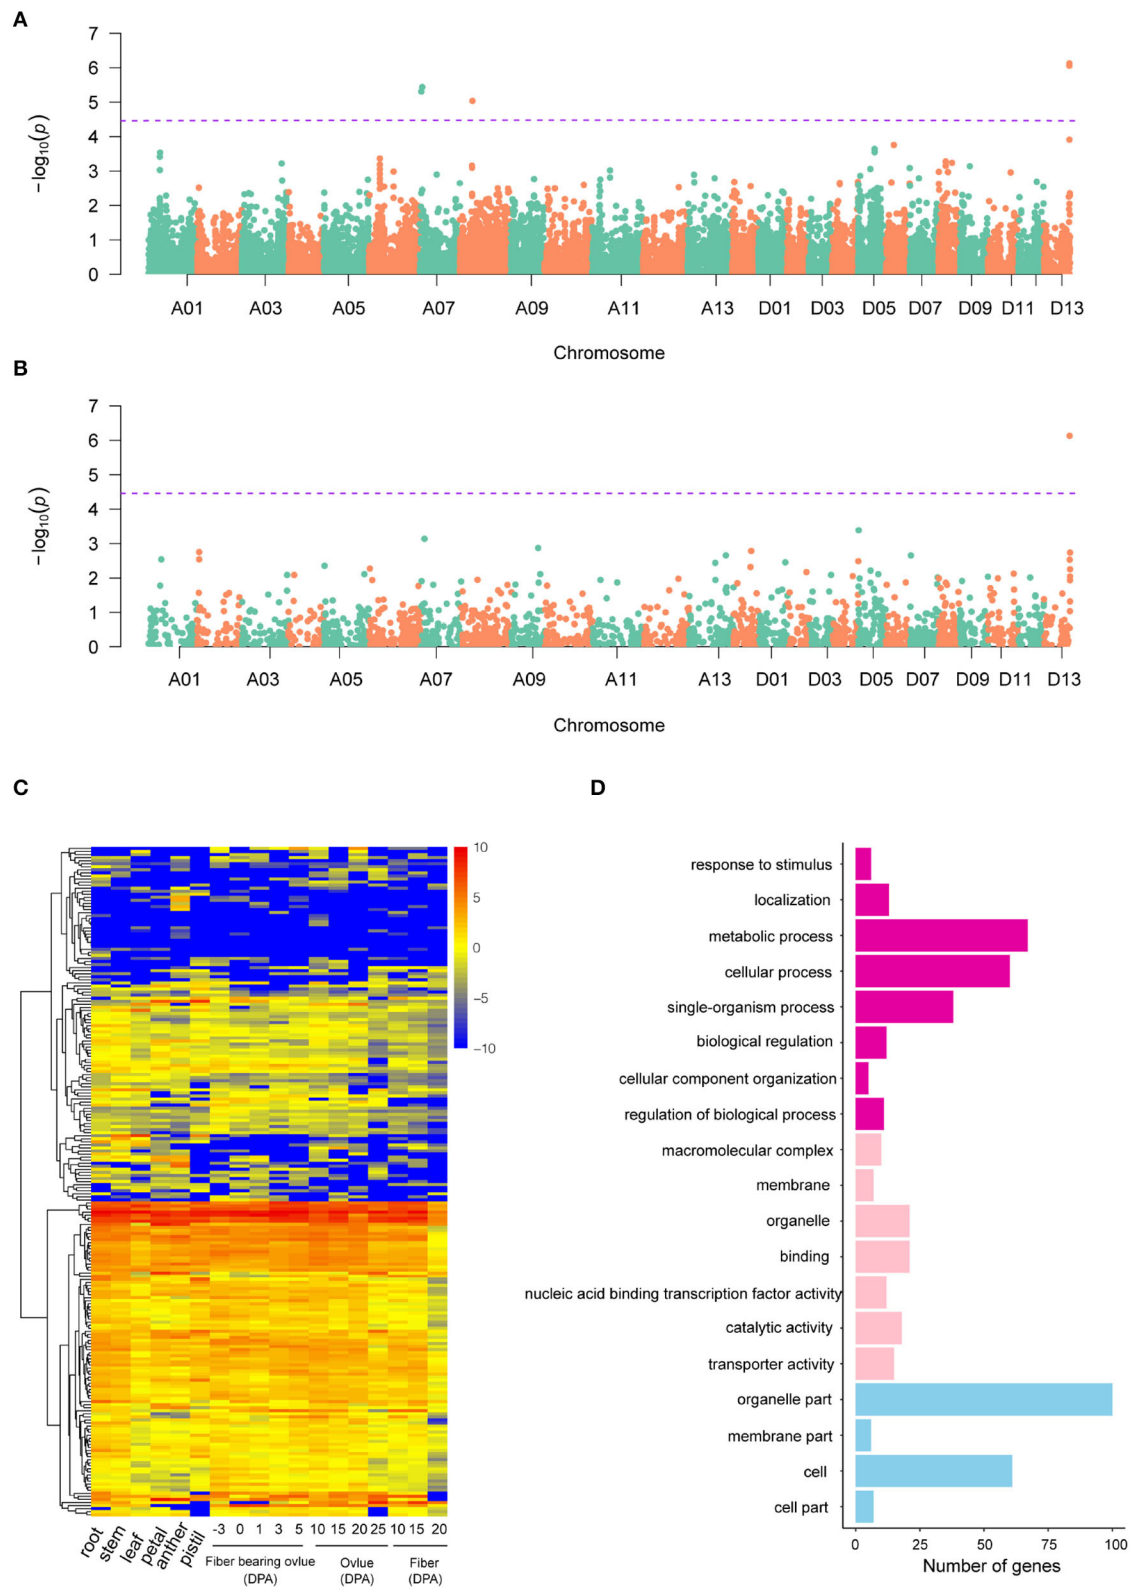 A
7
6
5
4
3
2
1
0
−log10(p)
A01 A03 A05 A07 A09 A11 A13 D01 D03 D05 D07 D09 D11 D13
Chromosome
B
7
6
5
4
3
2
1
0
−log10(p)
A01 A03 A05 A07 A09 A11 A13 D01 D03 D05 D07 D09 D11 D13
Chromosome
C
10
5
0
−5
−10
root stem leaf petal anther pistil
-3 0 1 3 5 10 15 20 25 10 15 20
Fiber bearing ovlue
(DPA)
Ovlue
(DPA)
Fiber
(DPA)
D
response to stimulus
localization
metabolic process
cellular process
single-organism process
biological regulation
cellular component organization
regulation of biological process
macromolecular complex
membrane
organelle
binding
nucleic acid binding transcription factor activity
catalytic activity
transporter activity
organelle part
membrane part
cell
cell part
0 25 50 75 100
Number of genes